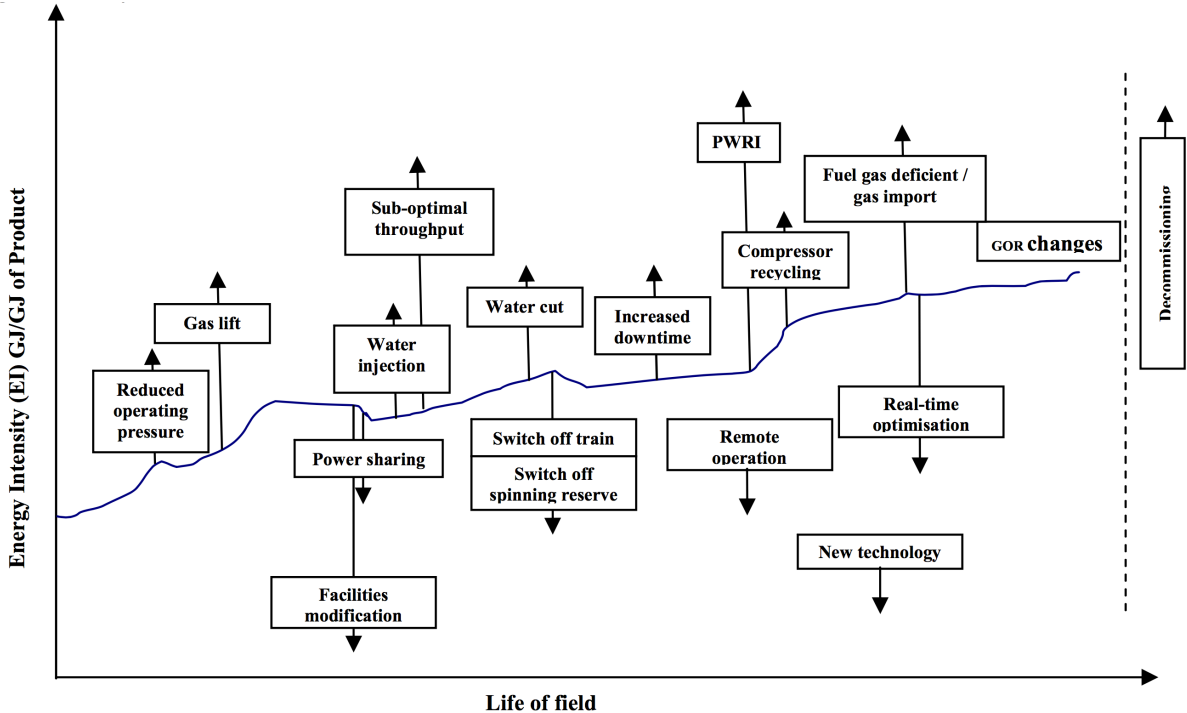 Energy Intensity (EI) GJ/GJ of Product
PWRI
Fuel gas deficient /
gas import
Decommissioning
Sub-optimal
throughput
GOR changes
Compressor
recycling
Gas lift
Water cut
Increased
downtime
Water
injection
Reduced
operating
pressure
Real-time
optimisation
Power sharing
Switch off train
Switch off
spinning reserve
Remote
operation
New technology
Facilities
modification
Life of field